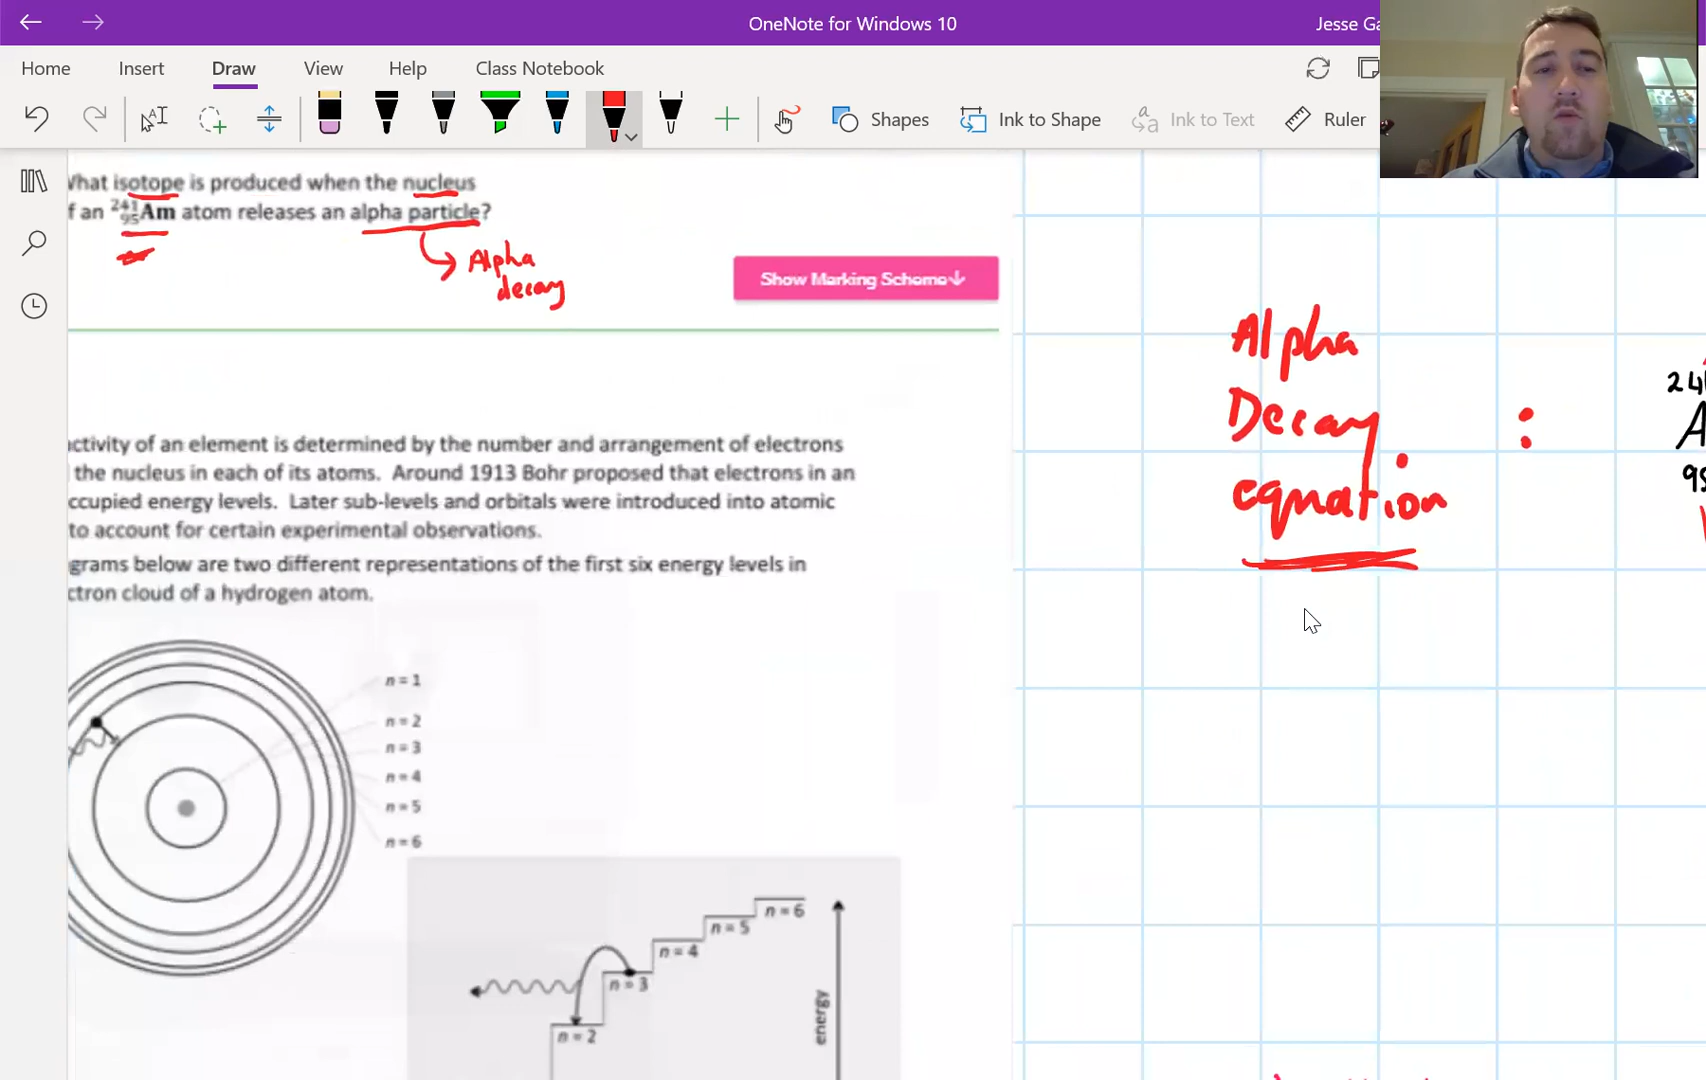 OneNote for Windows 10
Jesse Ga
Home Insert Draw View Help Class Notebook
Shapes Ink to Shape Ink to Text Ruler
What isotope is produced when the nucleus
f an 241 95 Am atom releases an alpha particle?
Alpha
decay
Show Marking Scheme↓
activity of an element is determined by the number and arrangement of electrons
the nucleus in each of its atoms. Around 1913 Bohr proposed that electrons in an
ccupied energy levels. Later sub-levels and orbitals were introduced into atomic
to account for certain experimental observations.
grams below are two different representations of the first six energy levels in
ctron cloud of a hydrogen atom.
n = 1
n = 2
n = 3
n = 4
n = 5
n = 6
n = 6
n = 5
n = 4
n = 3
n = 2
energy
Alpha
Decay
equation
:
24
A
95